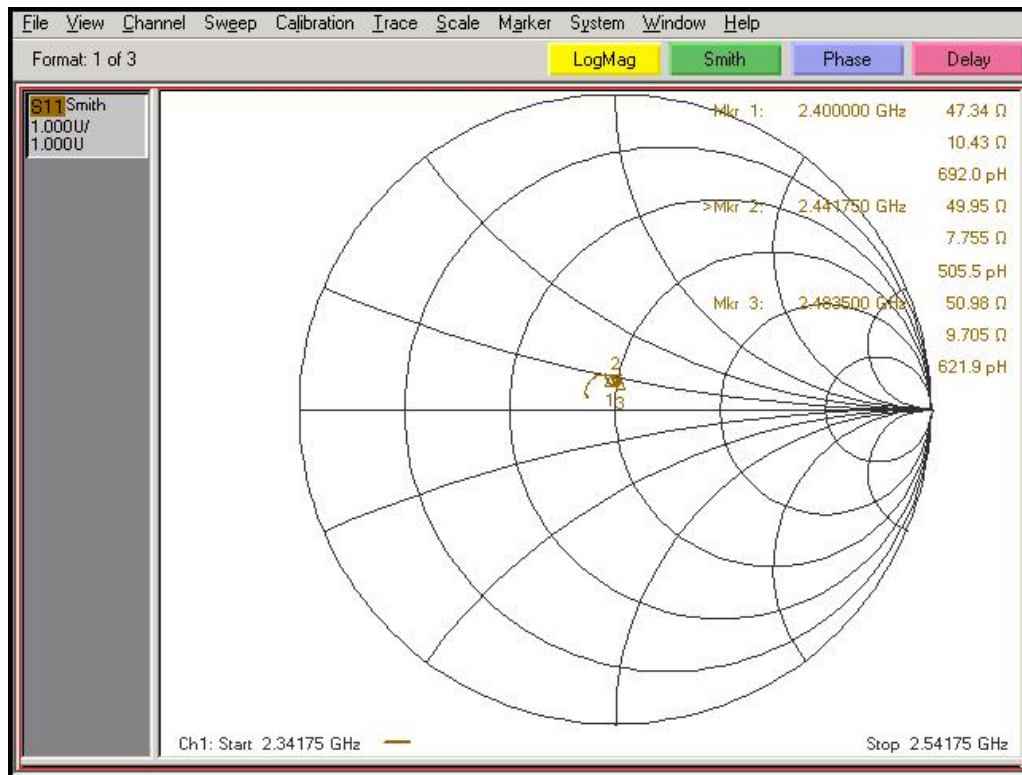 File View Channel Sweep Calibration Trace Scale Marker System Window Help
Format: 1 of 3 LogMag Smith Phase Delay
S11 Smith
1.000U/
1.000U
Mkr 1: 2.400000 GHz 47.34 Ω
10.43 Ω
692.0 pH
>Mkr 2: 2.441750 GHz 49.95 Ω
7.755 Ω
505.5 pH
Mkr 3: 2.483500 GHz 50.98 Ω
9.705 Ω
621.9 pH
2
1 3
Ch1: Start 2.34175 GHz Stop 2.54175 GHz